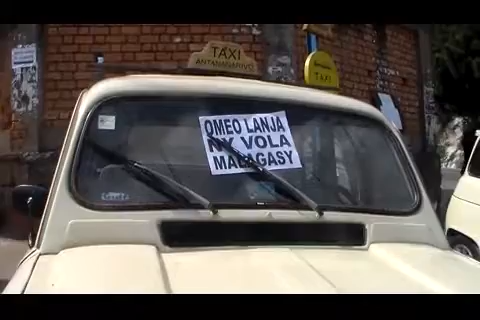 TAXI
ANTANANARIVO
TAXI
OMEO LANJA
NY VOLA
MALAGASY